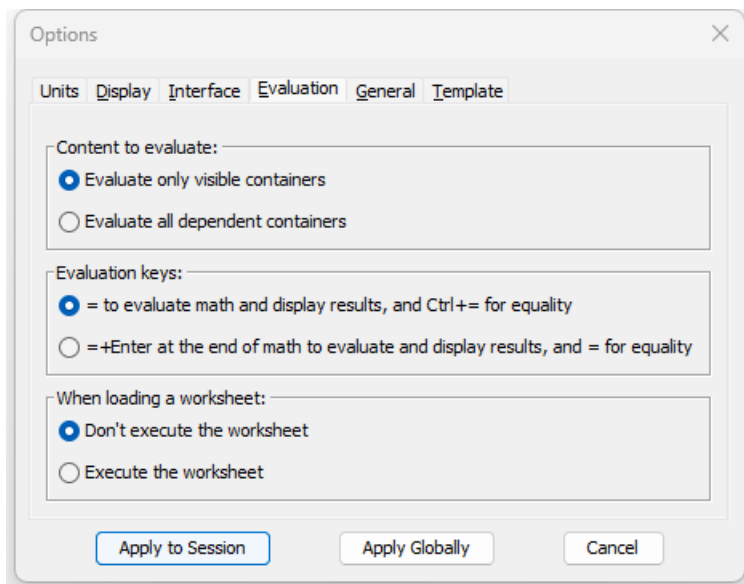 Options
Units Display Interface Evaluation General Template
Content to evaluate:
Evaluate only visible containers
Evaluate all dependent containers
Evaluation keys:
= to evaluate math and display results, and Ctrl+= for equality
=+Enter at the end of math to evaluate and display results, and = for equality
When loading a worksheet:
Don't execute the worksheet
Execute the worksheet
Apply to Session Apply Globally Cancel